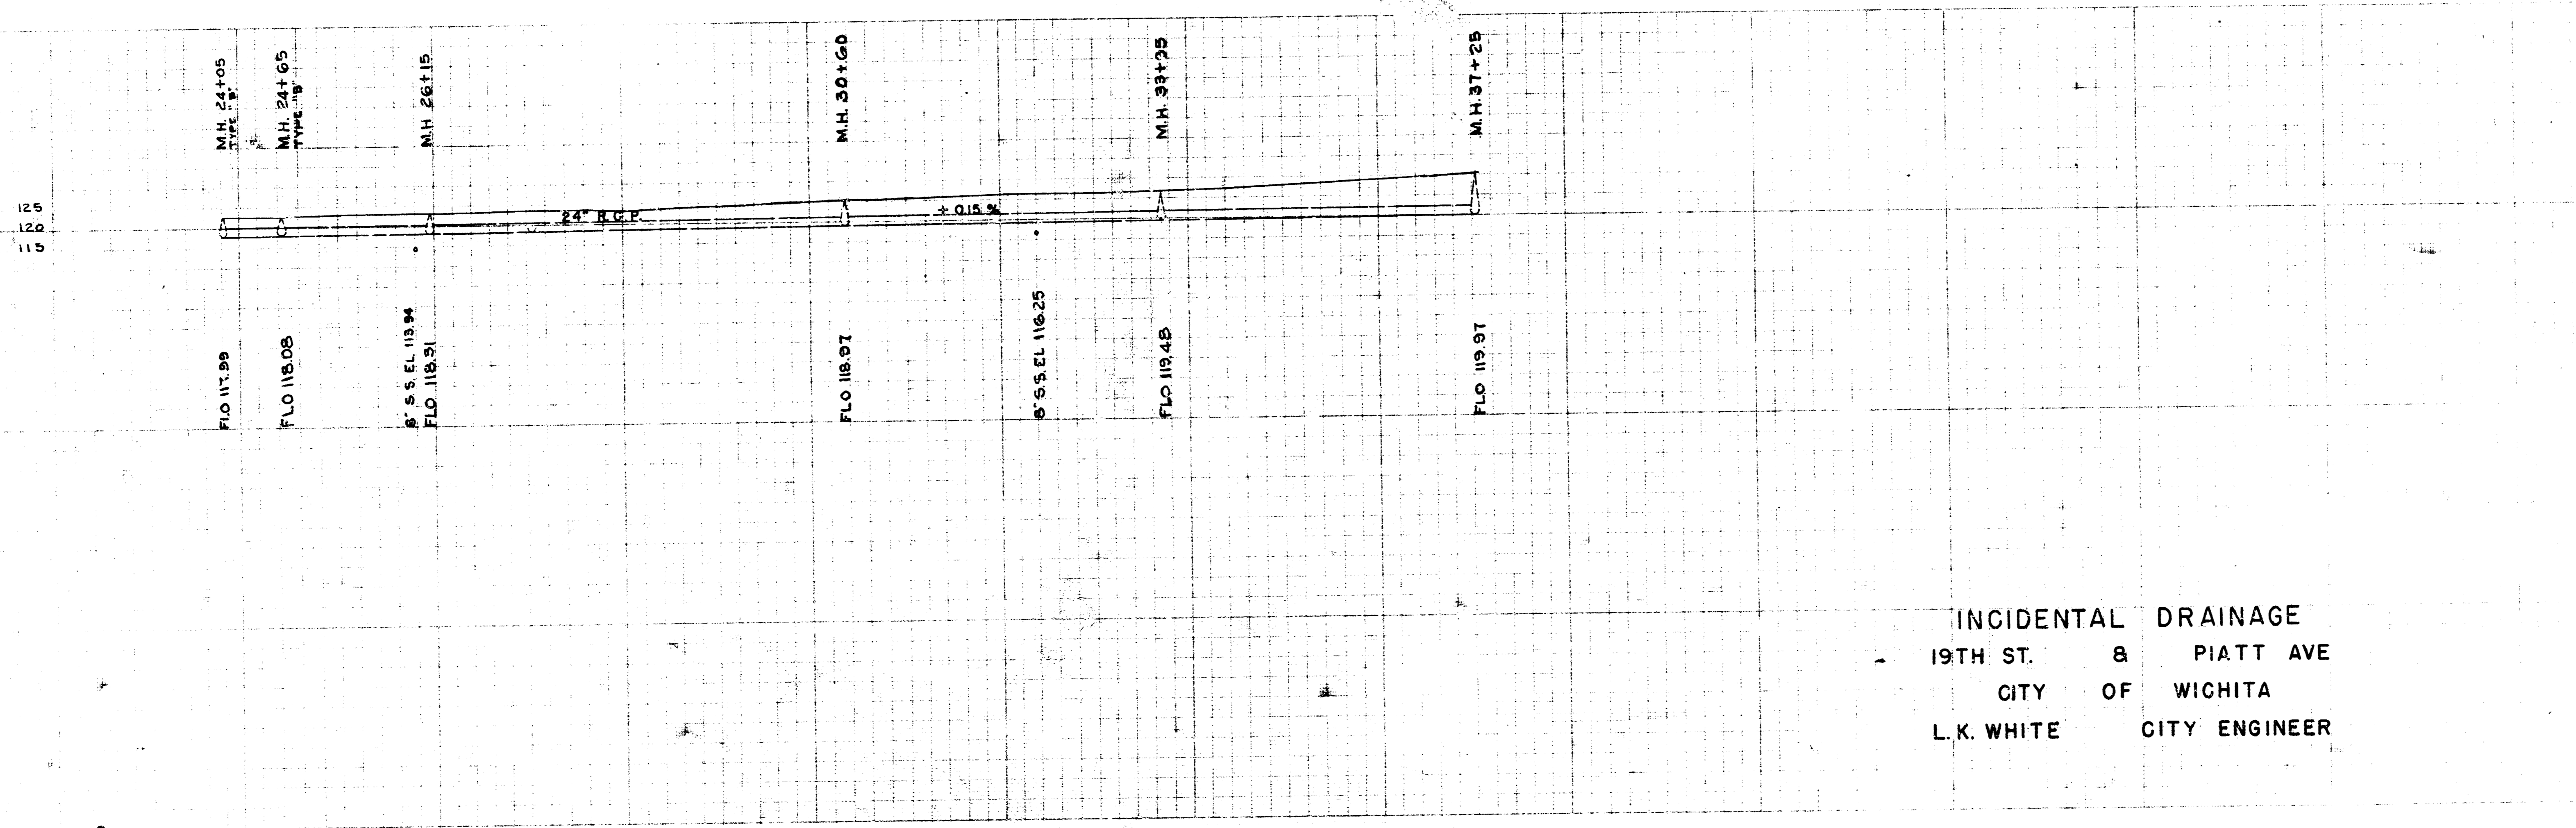 M.H. 24+05
TYPE "B"
M.H. 24+65
TYPE "B"
M.H. 26+15
M.H. 30+60
M.H. 33+95
M.H. 37+25
125
120
115
24" R.C.P.
+ 0.15 %
FLO 117.99
FLO 118.08
8" S.S. EL 113.94
FLO 118.31
FLO 118.97
8" S.S. EL 116.25
FLO 119.48
FLO 119.97
INCIDENTAL DRAINAGE
19TH ST. & PIATT AVE
CITY OF WICHITA
L.K. WHITE CITY ENGINEER